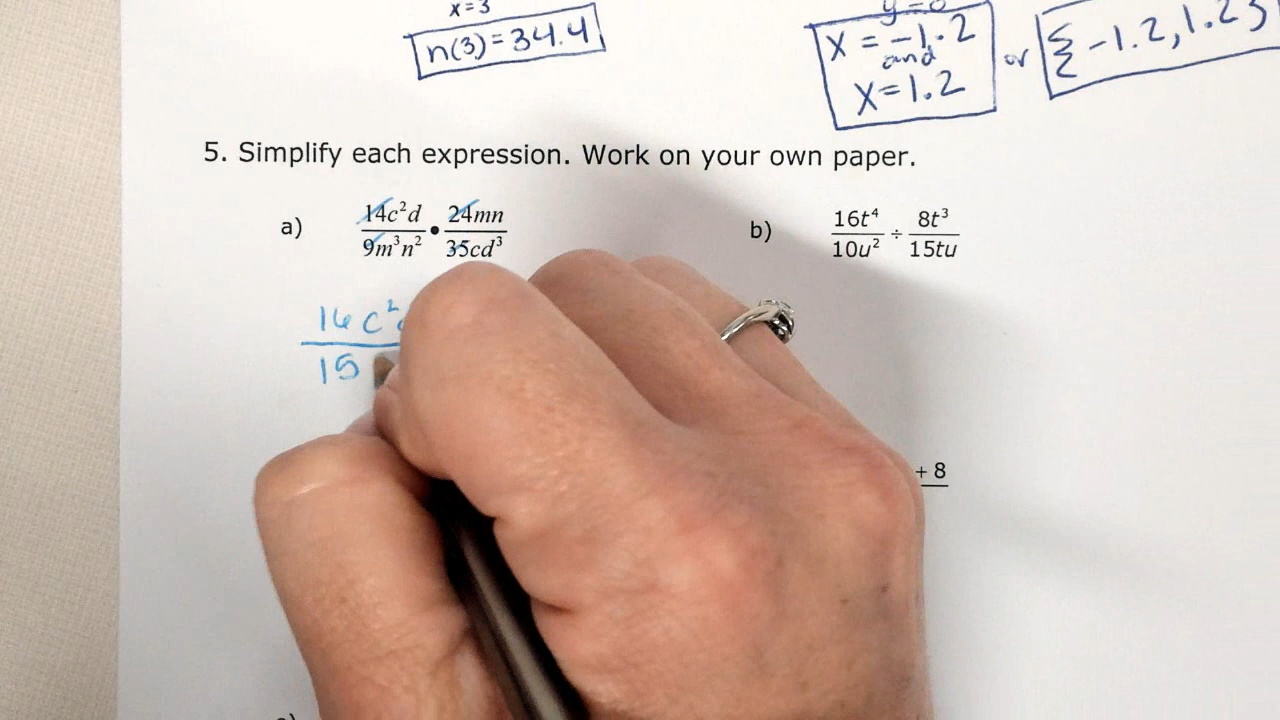 x=3
n(3)=34.4
y=0
x = -1.2
and
x=1.2
or {-1.2, 1.2}
5. Simplify each expression. Work on your own paper.
a) 14c²d/9m³n² • 24mn/35cd³
b) 16t⁴/10u² ÷ 8t³/15tu
16c²
15
+ 8